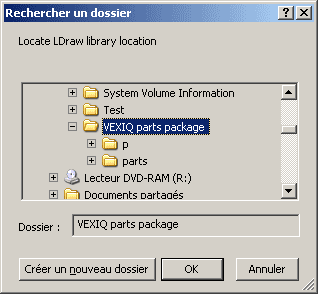 Rechercher un dossier
Locate LDraw library location
System Volume Information
Test
VEXIQ parts package
p
parts
Lecteur DVD-RAM (R:)
Documents partagés
Dossier : VEXIQ parts package
Créer un nouveau dossier OK Annuler